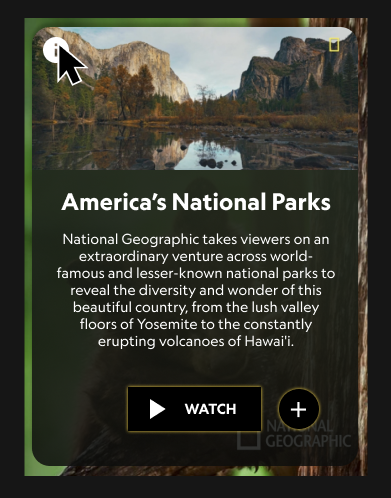 America's National Parks
National Geographic takes viewers on an
extraordinary venture across world-
famous and lesser-known national parks to
reveal the diversity and wonder of this
beautiful country, from the lush valley
floors of Yosemite to the constantly
erupting volcanoes of Hawai'i.
WATCH
NATIONAL
GEOGRAPHIC